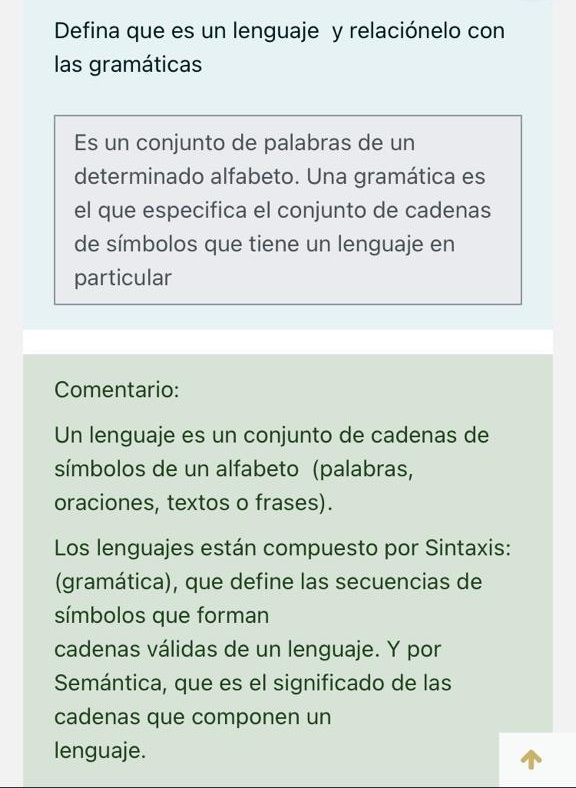 Defina que es un lenguaje  y relaciónelo con
las gramáticas
Es un conjunto de palabras de un
determinado alfabeto. Una gramática es
el que especifica el conjunto de cadenas
de símbolos que tiene un lenguaje en
particular
Comentario:
Un lenguaje es un conjunto de cadenas de
símbolos de un alfabeto  (palabras,
oraciones, textos o frases).
Los lenguajes están compuesto por Sintaxis:
(gramática), que define las secuencias de
símbolos que forman
cadenas válidas de un lenguaje. Y por
Semántica, que es el significado de las
cadenas que componen un
lenguaje.